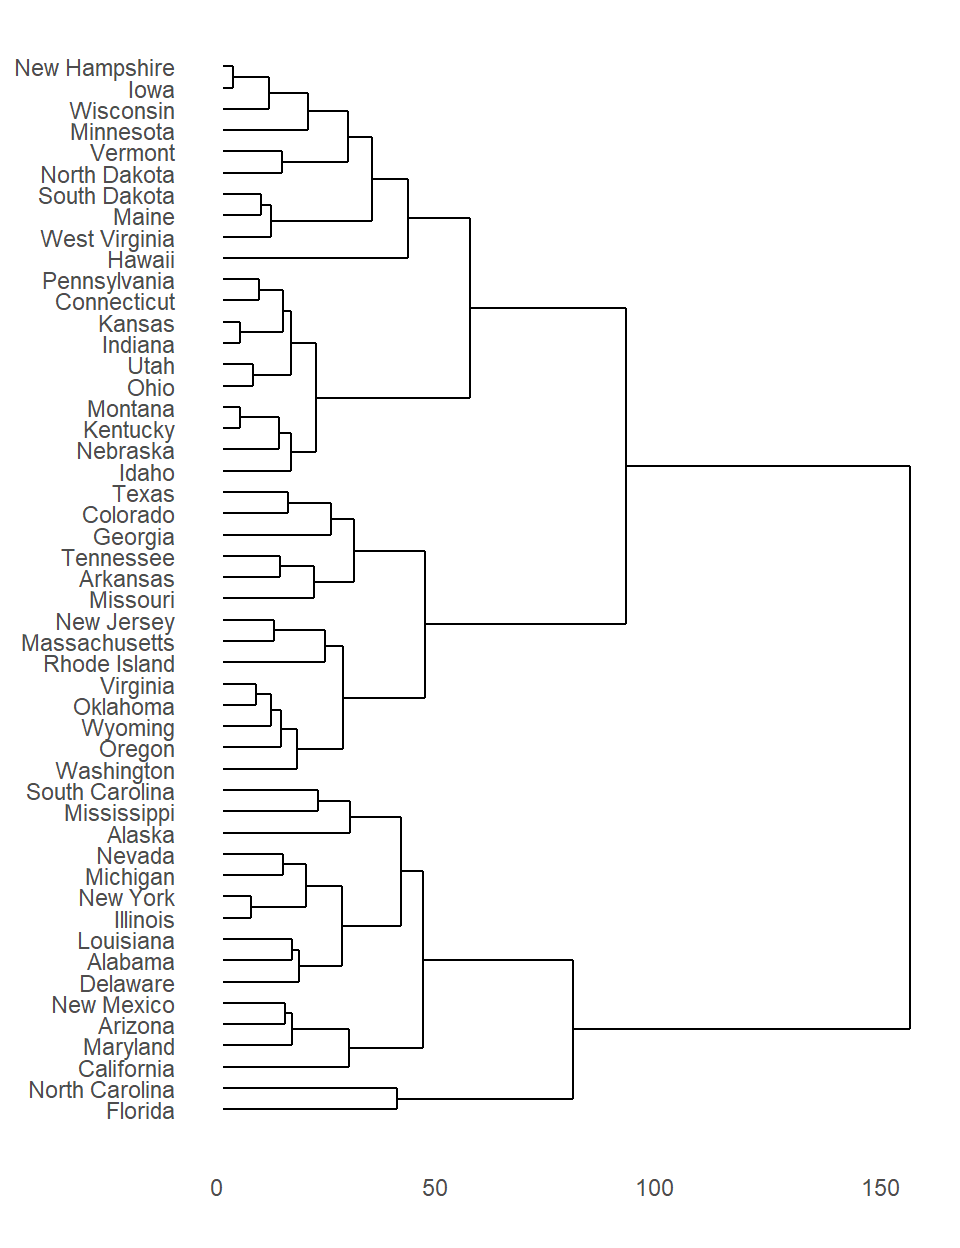 New Hampshire
Iowa
Wisconsin
Minnesota
Vermont
North Dakota
South Dakota
Maine
West Virginia
Hawaii
Pennsylvania
Connecticut
Kansas
Indiana
Utah
Ohio
Montana
Kentucky
Nebraska
Idaho
Texas
Colorado
Georgia
Tennessee
Arkansas
Missouri
New Jersey
Massachusetts
Rhode Island
Virginia
Oklahoma
Wyoming
Oregon
Washington
South Carolina
Mississippi
Alaska
Nevada
Michigan
New York
Illinois
Louisiana
Alabama
Delaware
New Mexico
Arizona
Maryland
California
North Carolina
Florida
0 50 100 150